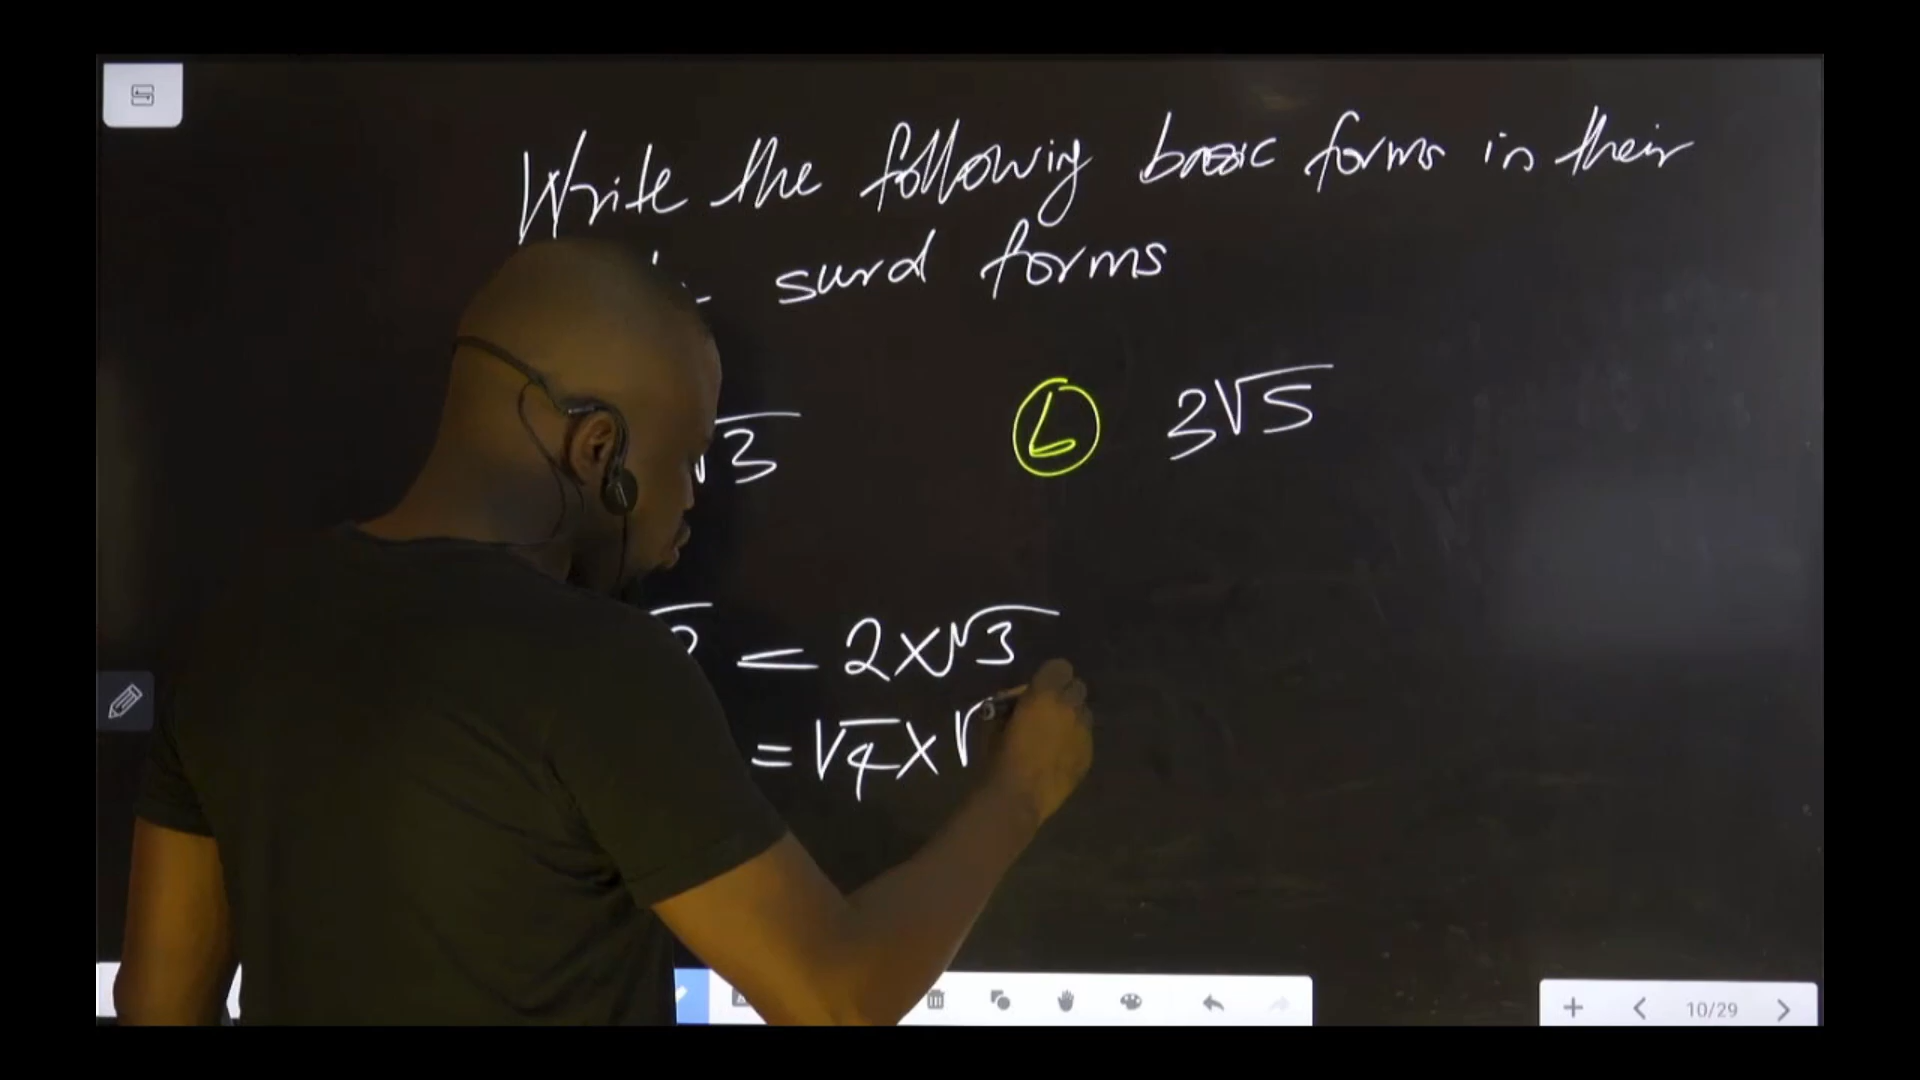 Write the following basic forms in their
surd forms
√3
b 3√5
= 2×√3
= √4×√
10/29